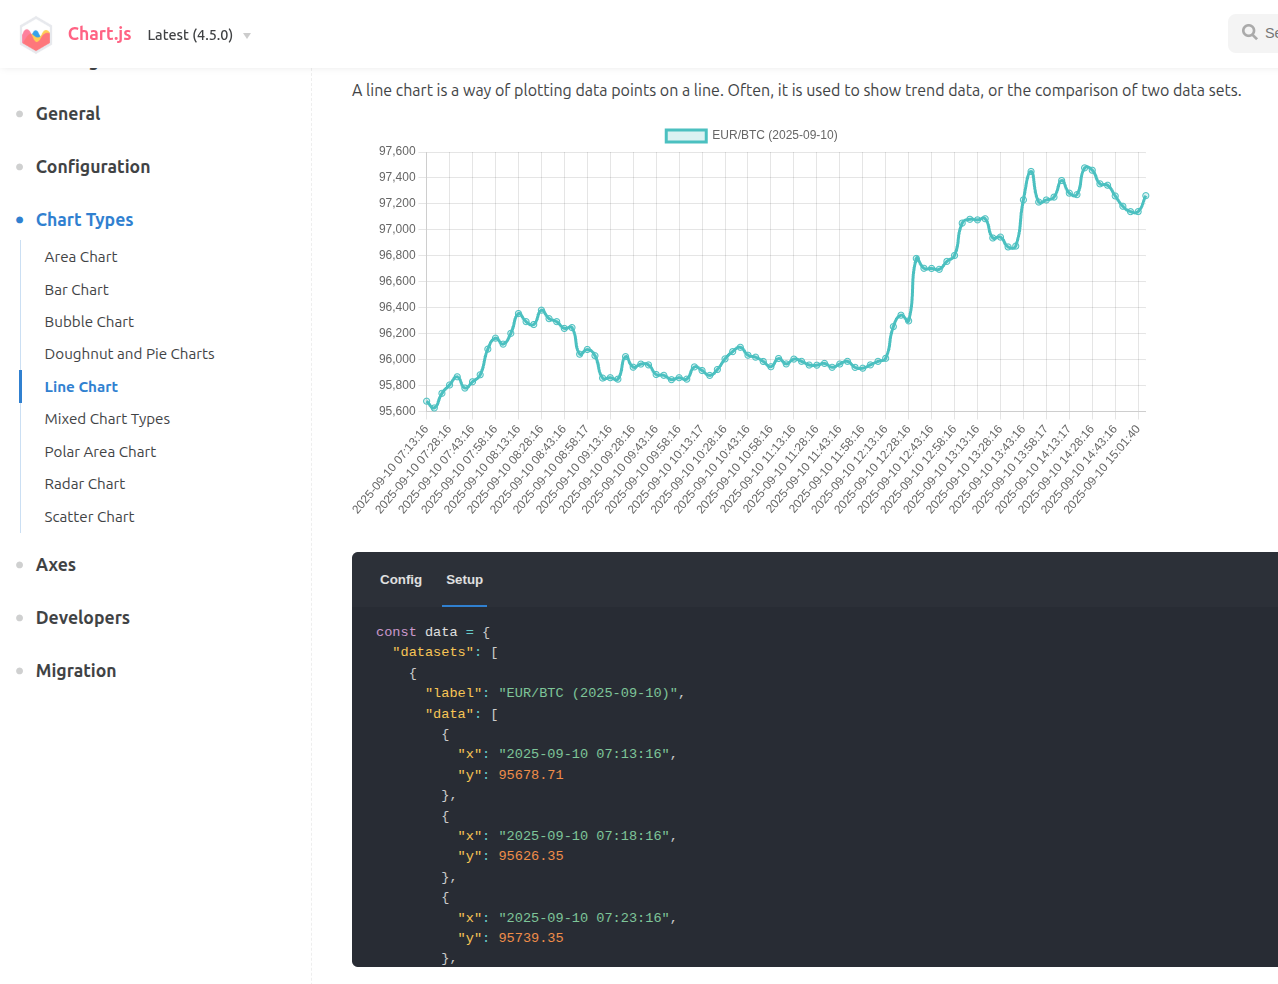 Chart.js Latest (4.5.0)
General
Configuration
Chart Types
Area Chart
Bar Chart
Bubble Chart
Doughnut and Pie Charts
Line Chart
Mixed Chart Types
Polar Area Chart
Radar Chart
Scatter Chart
Axes
Developers
Migration
A line chart is a way of plotting data points on a line. Often, it is used to show trend data, or the comparison of two data sets.
EUR/BTC (2025-09-10)
97,600
97,400
97,200
97,000
96,800
96,600
96,400
96,200
96,000
95,800
95,600
2025-09-10 07:13:16
2025-09-10 07:28:16
2025-09-10 07:43:16
2025-09-10 07:58:16
2025-09-10 08:13:16
2025-09-10 08:28:16
2025-09-10 08:43:16
2025-09-10 08:58:17
2025-09-10 09:13:16
2025-09-10 09:28:16
2025-09-10 09:43:16
2025-09-10 09:58:16
2025-09-10 10:13:17
2025-09-10 10:28:16
2025-09-10 10:43:16
2025-09-10 10:58:16
2025-09-10 11:13:16
2025-09-10 11:28:16
2025-09-10 11:43:16
2025-09-10 11:58:16
2025-09-10 12:13:16
2025-09-10 12:28:16
2025-09-10 12:43:16
2025-09-10 12:58:16
2025-09-10 13:13:16
2025-09-10 13:28:16
2025-09-10 13:43:16
2025-09-10 13:58:17
2025-09-10 14:13:17
2025-09-10 14:28:16
2025-09-10 14:43:16
2025-09-10 15:01:40
Config Setup
const data = {
"datasets": [
{
"label": "EUR/BTC (2025-09-10)",
"data": [
{
"x": "2025-09-10 07:13:16",
"y": 95678.71
},
{
"x": "2025-09-10 07:18:16",
"y": 95626.35
},
{
"x": "2025-09-10 07:23:16",
"y": 95739.35
},